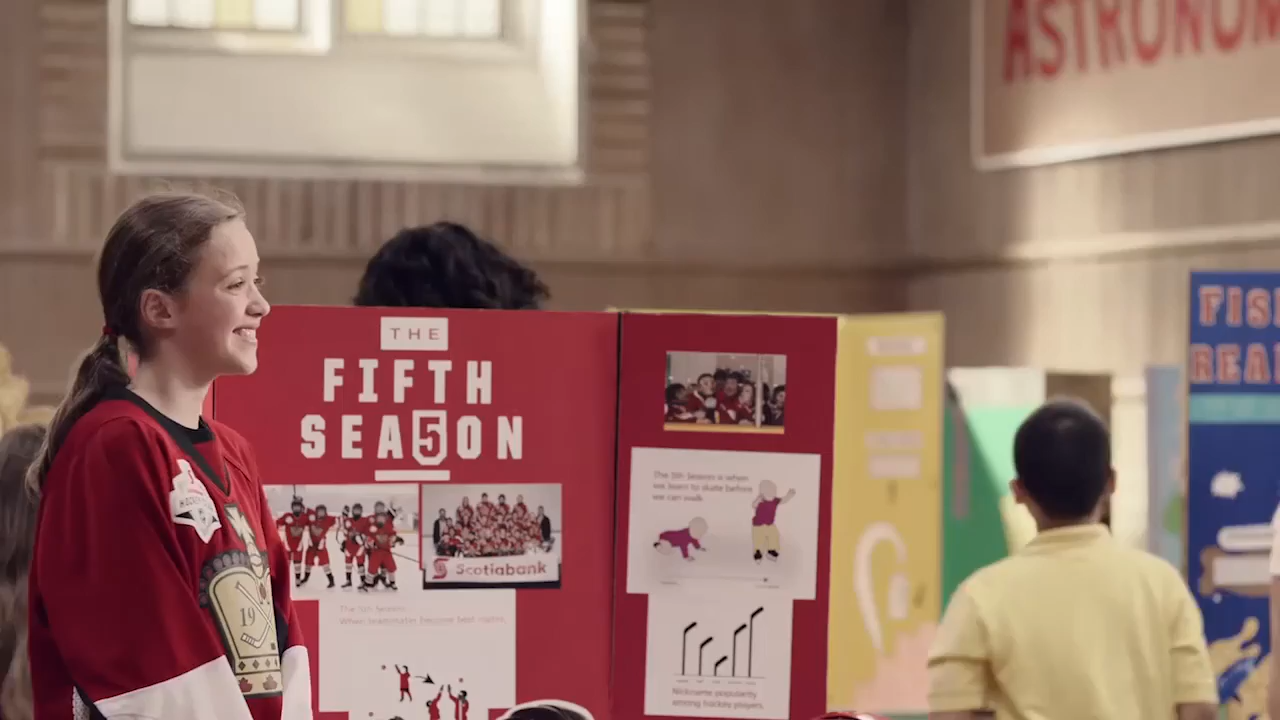 ASTRONOM
THE
FIFTH
SEA5ON
Scotiabank
The 5th Season
When teammates become best mates.
The 5th Season is when
we learn to skate before
we can walk
Nickname popularity
among hockey players.
19
FIS
REA